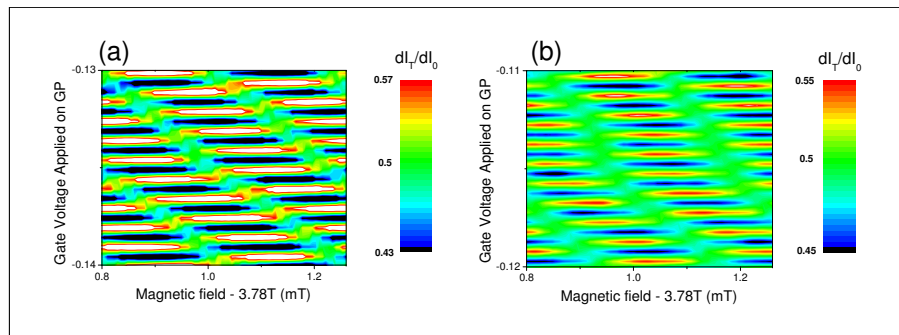 (a)
dI_T/dI_0
-0.13
0.57
Gate Voltage Applied on GP
0.5
0.43
-0.14
0.8 1.0 1.2
Magnetic field - 3.78T (mT)
(b)
dI_T/dI_0
-0.11
0.55
Gate Voltage Applied on GP
0.5
0.45
-0.12
0.8 1.0 1.2
Magnetic field - 3.78T (mT)